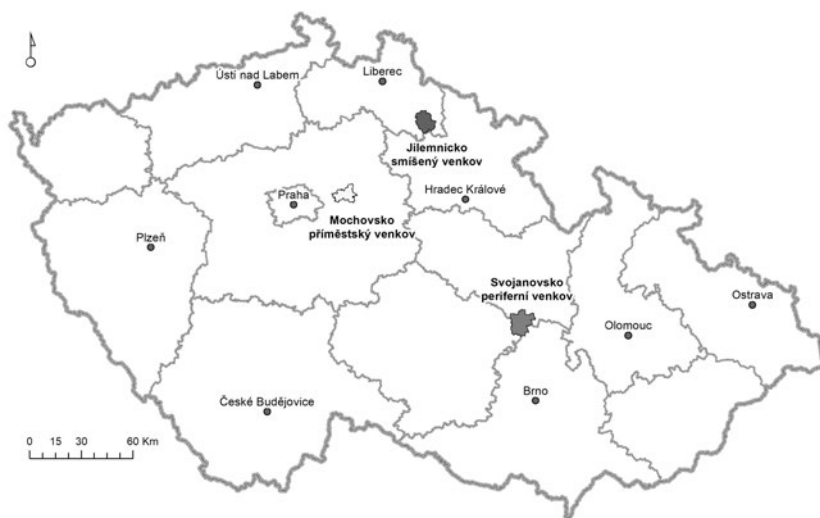 Ústí nad Labem
Liberec
Jilemnicko
smíšený venkov
Praha
Hradec Králové
Mochovsko
příměstský venkov
Plzeň
Svojanovsko
periferní venkov
Ostrava
Olomouc
České Budějovice
Brno
0 15 30 60 Km